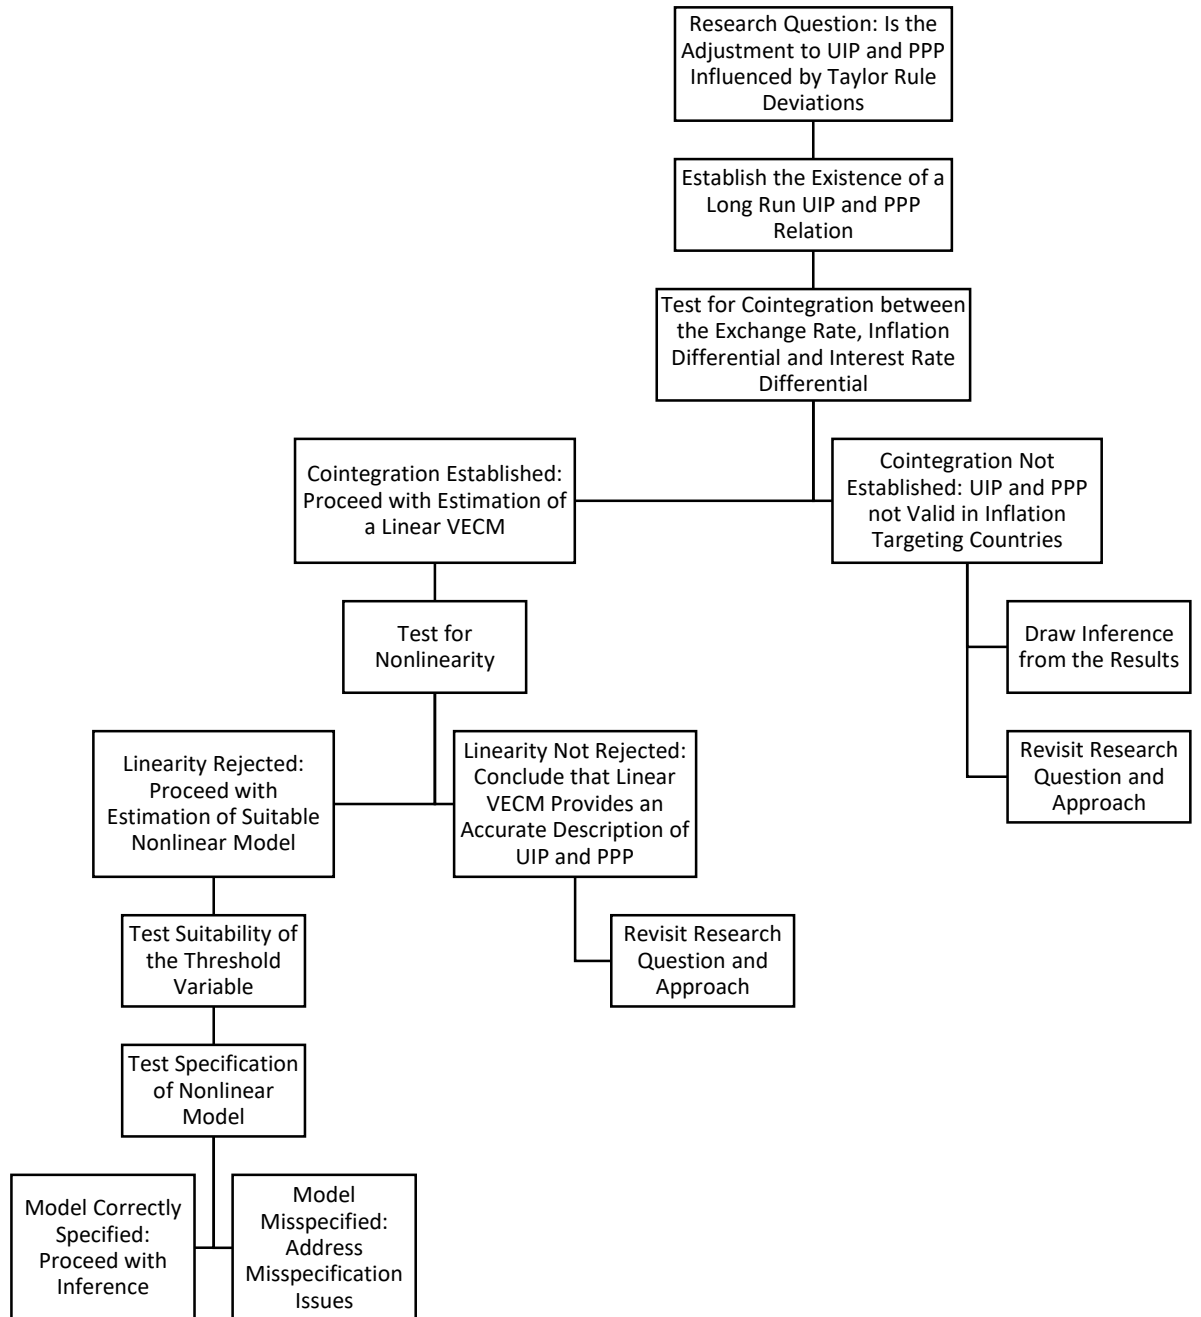 Research Question: Is the
Adjustment to UIP and PPP
Influenced by Taylor Rule
Deviations
Establish the Existence of a
Long Run UIP and PPP
Relation
Test for Cointegration between
the Exchange Rate, Inflation
Differential and Interest Rate
Differential
Cointegration Established:
Proceed with Estimation of
a Linear VECM
Cointegration Not
Established: UIP and PPP
not Valid in Inflation
Targeting Countries
Test for
Nonlinearity
Draw Inference
from the Results
Linearity Rejected:
Proceed with
Estimation of Suitable
Nonlinear Model
Linearity Not Rejected:
Conclude that Linear
VECM Provides an
Accurate Description of
UIP and PPP
Revisit Research
Question and
Approach
Test Suitability of
the Threshold
Variable
Revisit Research
Question and
Approach
Test Specification
of Nonlinear
Model
Model Correctly
Specified:
Proceed with
Inference
Model
Misspecified:
Address
Misspecification
Issues